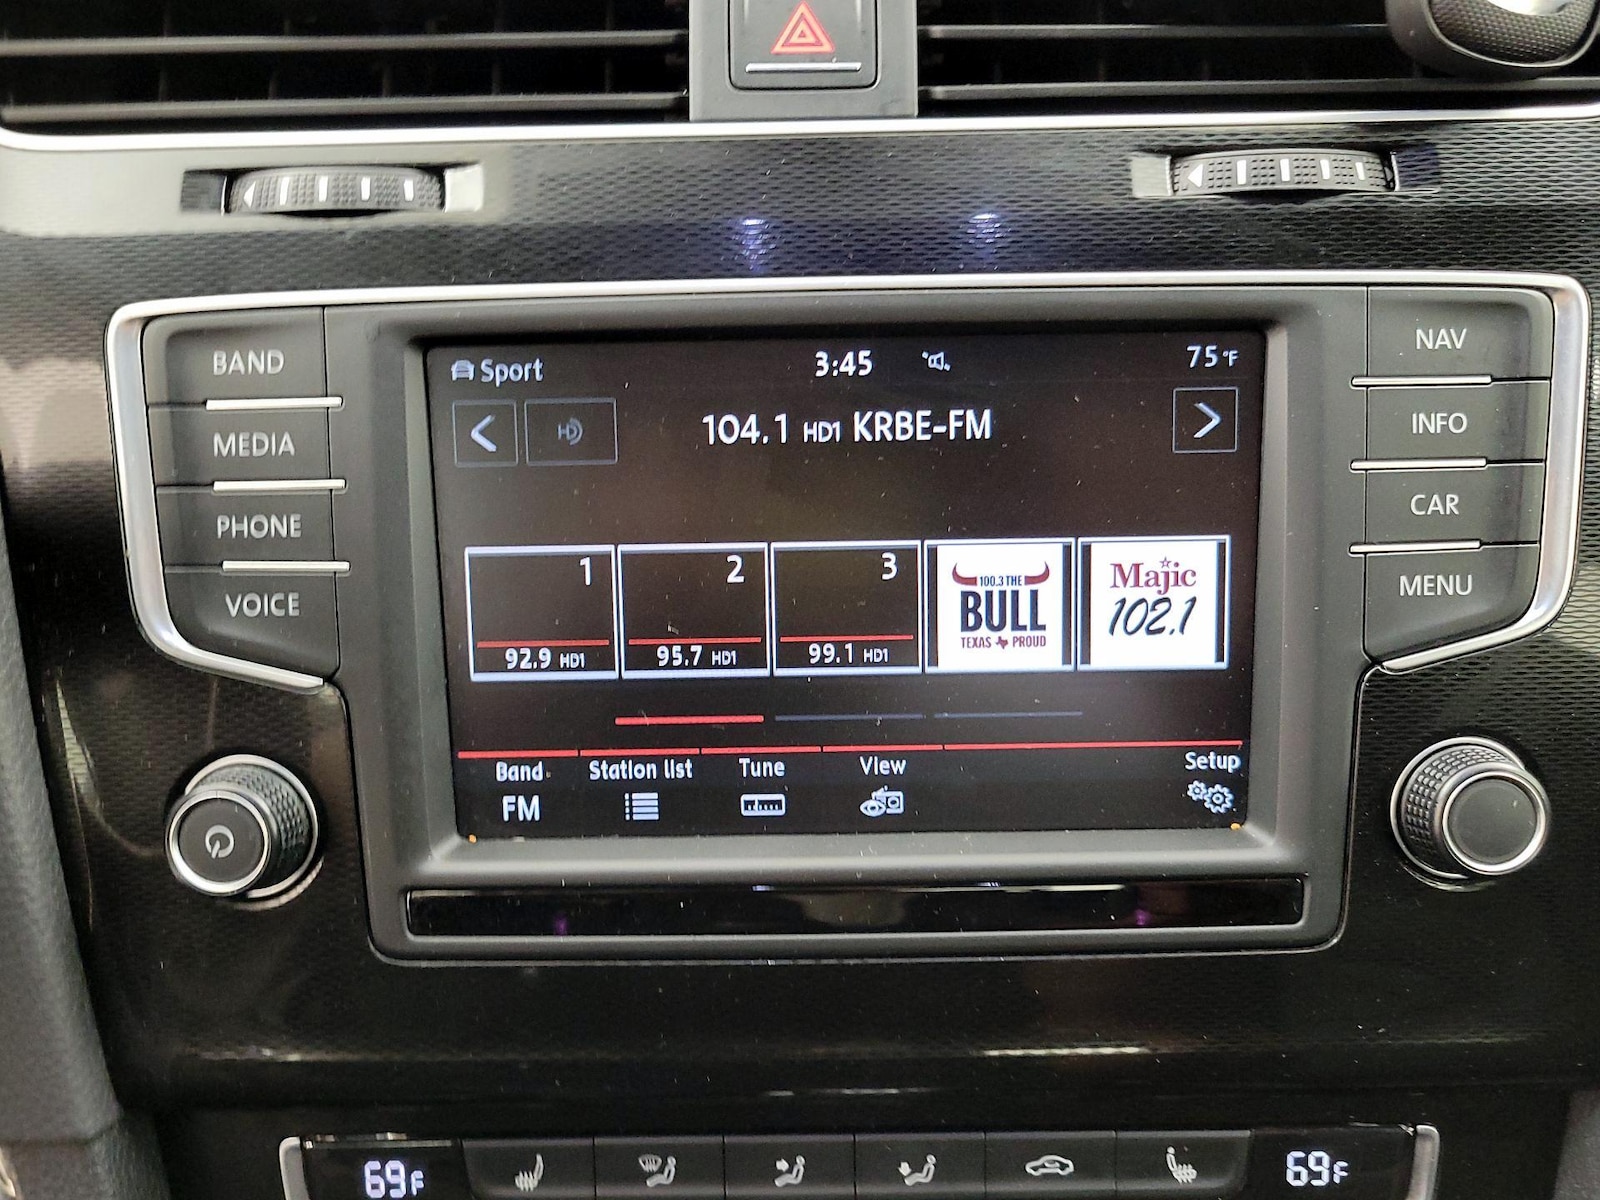 BAND
MEDIA
PHONE
VOICE
Sport 3:45 75°F
HD 104.1 HD1 KRBE-FM
1
92.9 HD1
2
95.7 HD1
3
99.1 HD1
100.3 THE
BULL
TEXAS PROUD
Majic
102.1
Band
FM
Station list
Tune
View
Setup
NAV
INFO
CAR
MENU
69F
69F